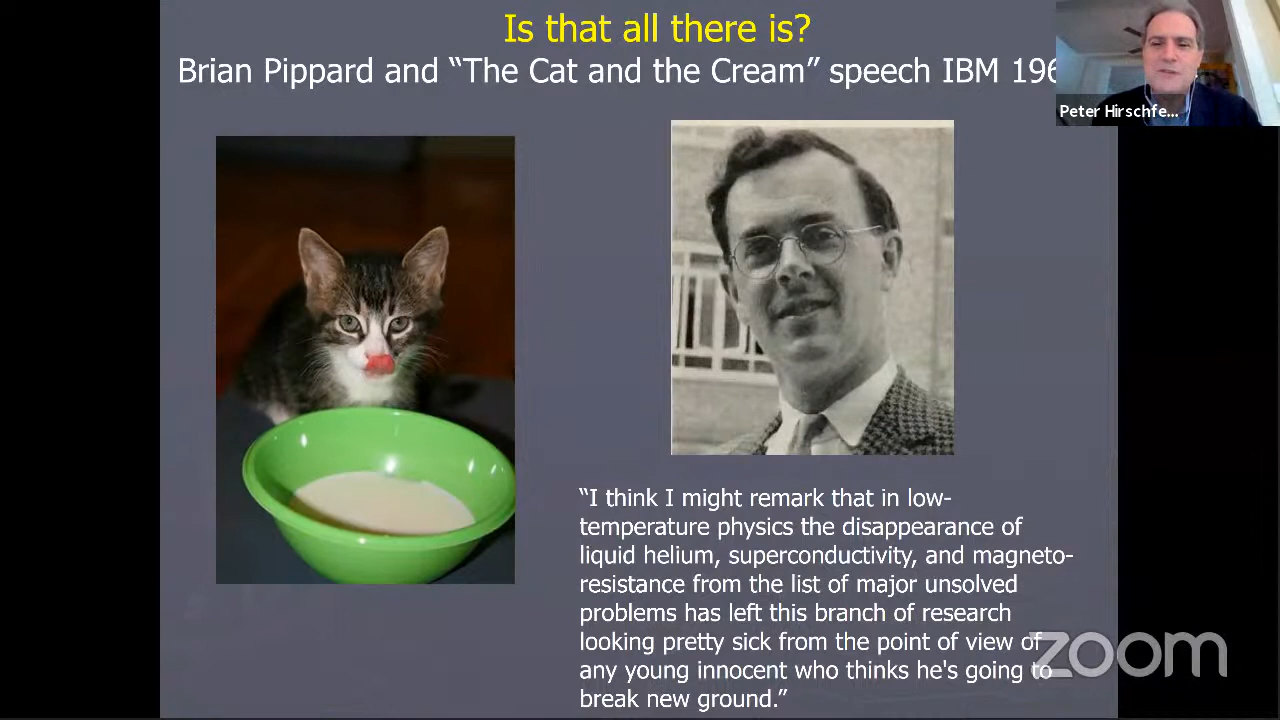 Is that all there is?
Brian Pippard and “The Cat and the Cream” speech IBM 196
Peter Hirschfe...
“I think I might remark that in low-
temperature physics the disappearance of
liquid helium, superconductivity, and magneto-
resistance from the list of major unsolved
problems has left this branch of research
looking pretty sick from the point of view of
any young innocent who thinks he's going to
break new ground.”
zoom